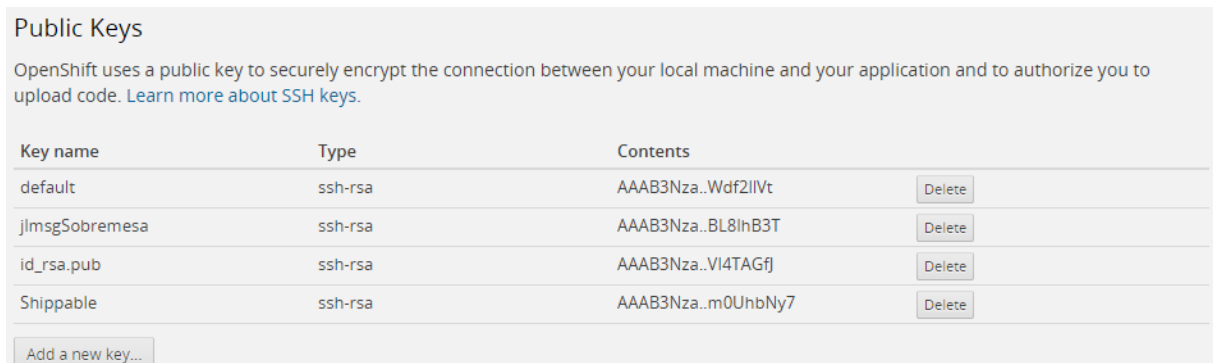 Public Keys
OpenShift uses a public key to securely encrypt the connection between your local machine and your application and to authorize you to
upload code. Learn more about SSH keys.
Key name Type Contents
default ssh-rsa AAAB3Nza..Wdf2llVt Delete
jlmsgSobremesa ssh-rsa AAAB3Nza..BL8lhB3T Delete
id_rsa.pub ssh-rsa AAAB3Nza..Vl4TAGfJ Delete
Shippable ssh-rsa AAAB3Nza..m0UhbNy7 Delete
Add a new key...